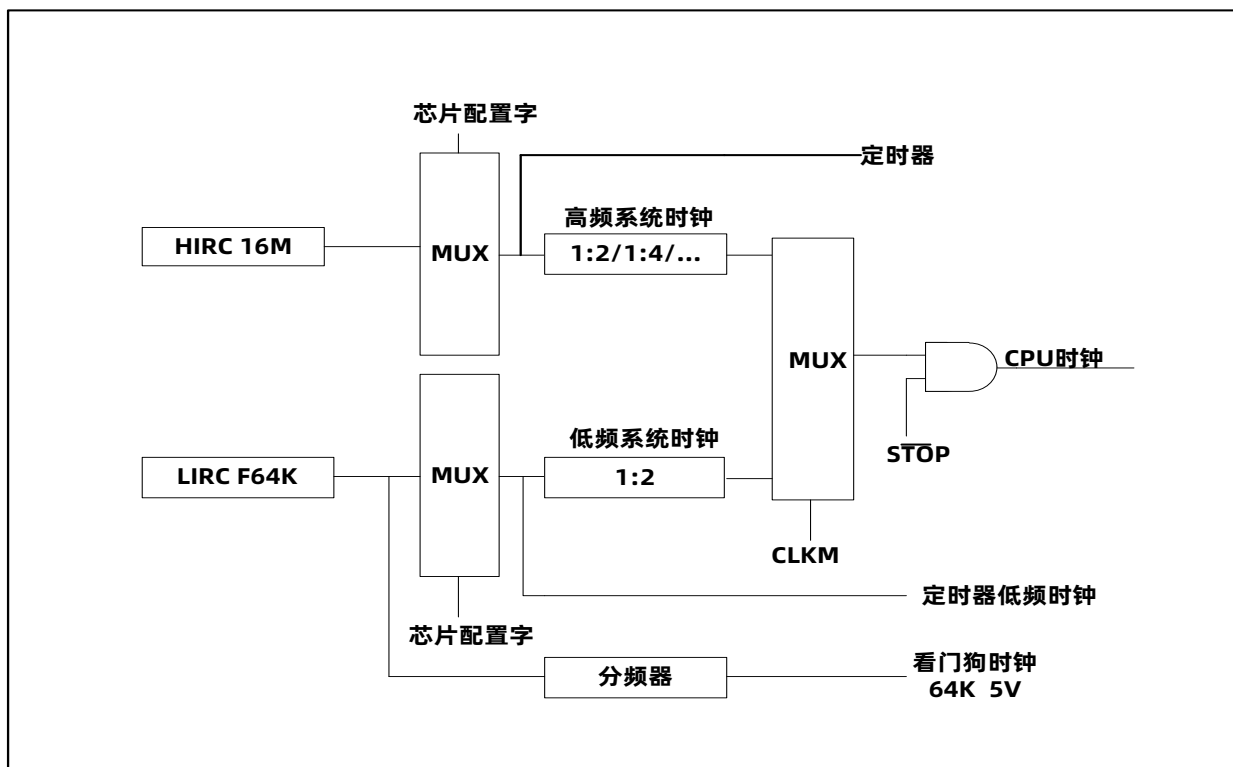 芯片配置字
定时器
高频系统时钟
HIRC 16M
MUX
1:2/1:4/...
MUX
CPU时钟
STOP
低频系统时钟
LIRC F64K
MUX
1:2
CLKM
定时器低频时钟
芯片配置字
分频器
看门狗时钟
64K 5V